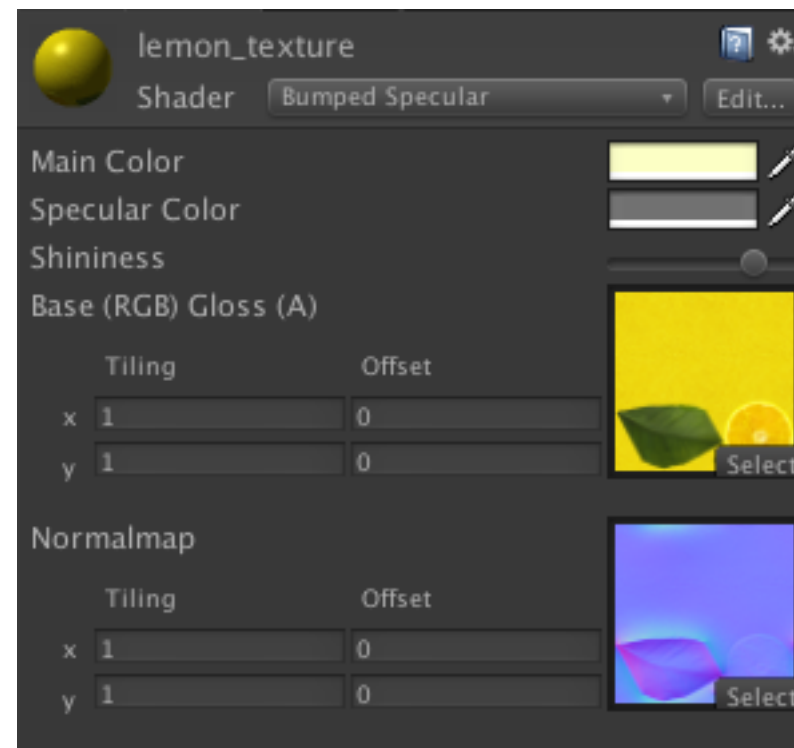 lemon_texture
Shader Bumped Specular Edit...
Main Color
Specular Color
Shininess
Base (RGB) Gloss (A)
Tiling Offset
x 1 0
y 1 0
Select
Normalmap
Tiling Offset
x 1 0
y 1 0
Select